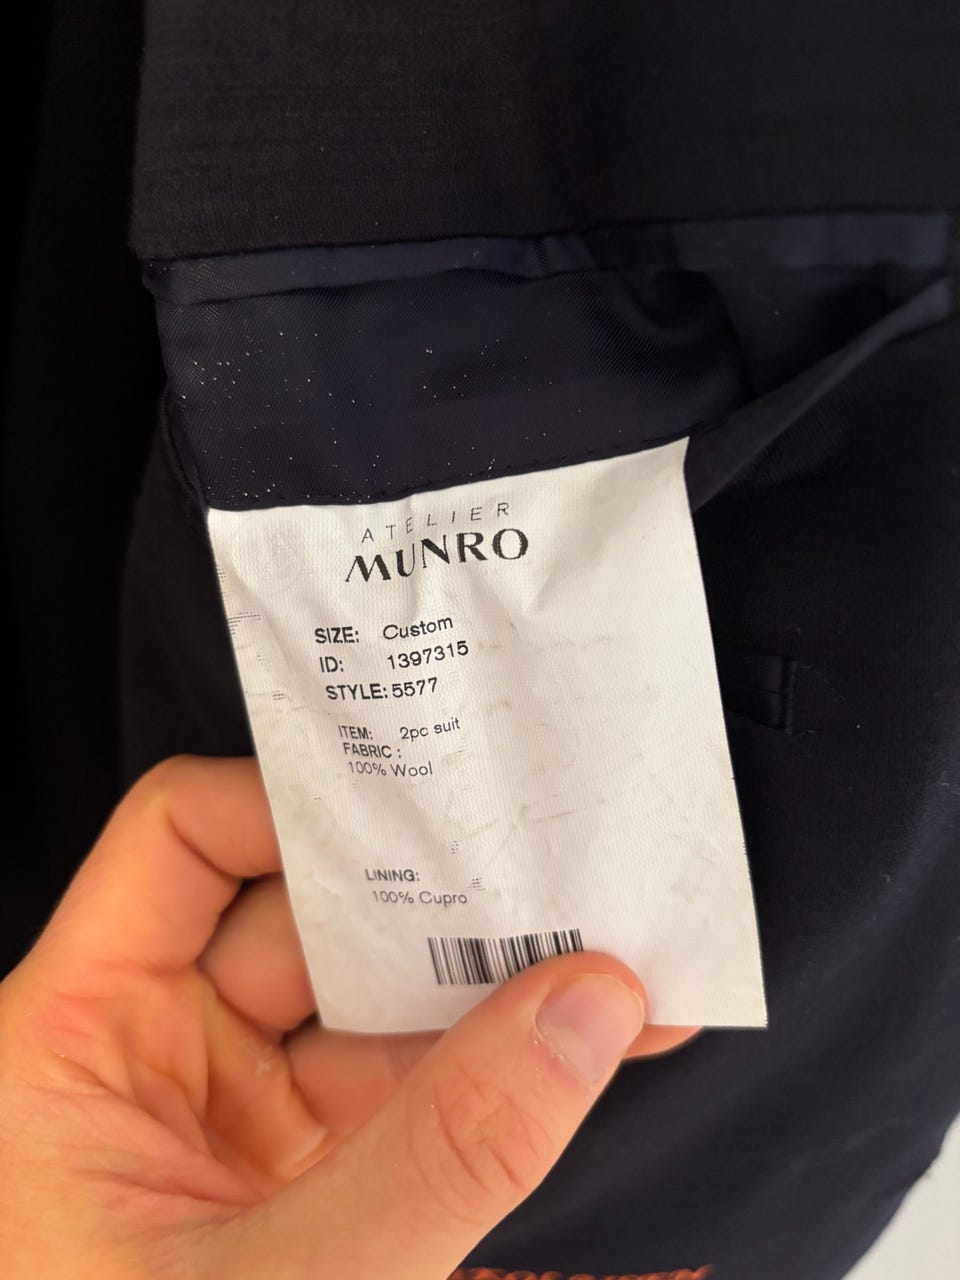 ATELIER
MUNRO
SIZE: Custom
ID: 1397315
STYLE: 5577
ITEM: 2pc suit
FABRIC :
100% Wool
LINING:
100% Cupro